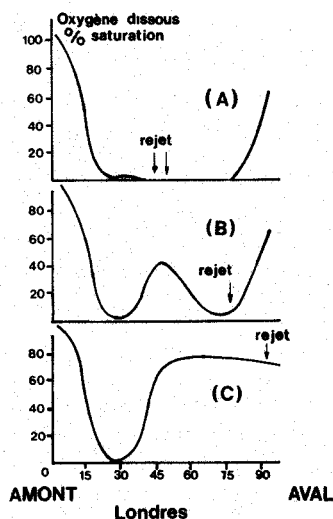 Oxygène dissous
% saturation
100
80
60
40
20
(A)
rejet
80
60
40
20
(B)
rejet
80
60
40
20
0
(C)
rejet
15 30 45 60 75 90
AMONT AVAL
Londres